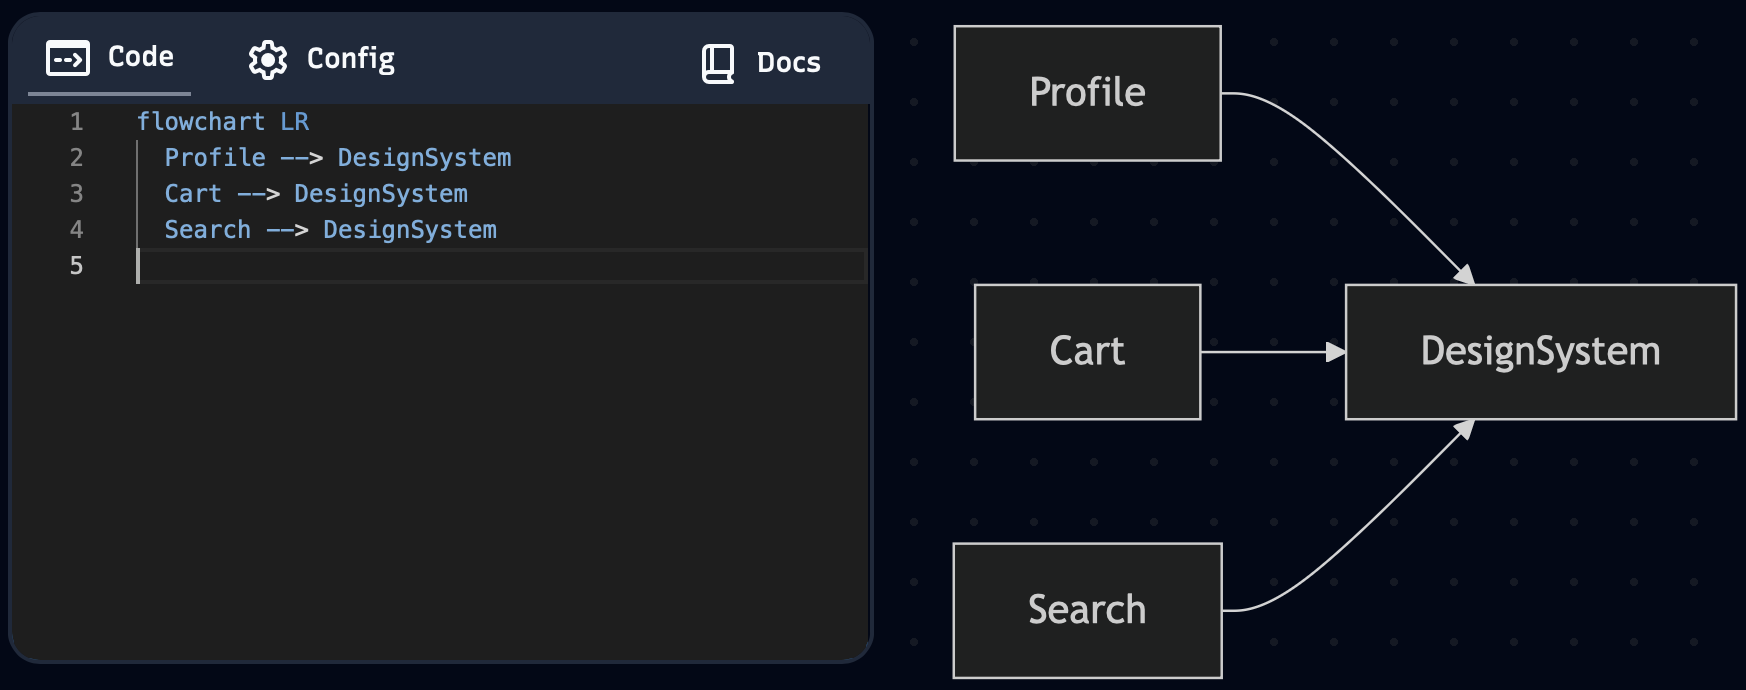 Code
Config
Docs
1 flowchart LR
2 Profile --> DesignSystem
3 Cart --> DesignSystem
4 Search --> DesignSystem
5
Profile
Cart
DesignSystem
Search